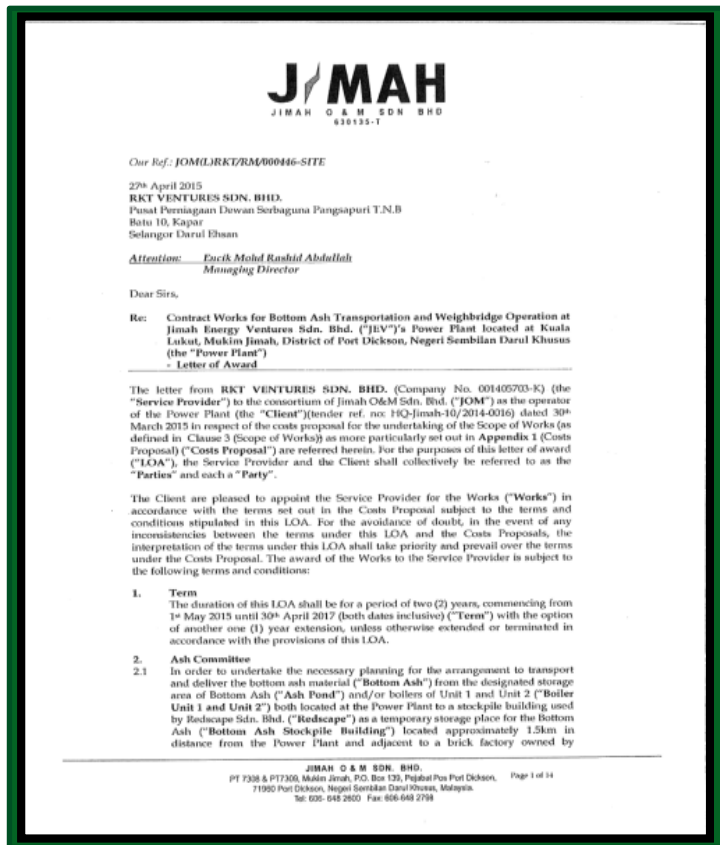 JIMAH
JIMAH O & M SDN BHD
630135-T
Our Ref.: JOM(L)RKT/RM/000446-SITE
27th April 2015
RKT VENTURES SDN. BHD.
Pusat Perniagaan Dewan Serbaguna Pangsapuri T.N.B
Batu 10, Kapar
Selangor Darul Ehsan
Attention: Encik Mohd Rashid Abdullah
Managing Director
Dear Sirs,
Re: Contract Works for Bottom Ash Transportation and Weighbridge Operation at
Jimah Energy Ventures Sdn. Bhd. ("JEV")'s Power Plant located at Kuala
Lukut, Mukim Jimah, District of Port Dickson, Negeri Sembilan Darul Khusus
(the "Power Plant")
- Letter of Award
The letter from RKT VENTURES SDN. BHD. (Company No. 001405703-K) (the
"Service Provider") to the consortium of Jimah O&M Sdn. Bhd. ("JOM") as the operator
of the Power Plant (the "Client")(tender ref. no: HQ-Jimah-10/2014-0016) dated 30th
March 2015 in respect of the costs proposal for the undertaking of the Scope of Works (as
defined in Clause 3 (Scope of Works)) as more particularly set out in Appendix 1 (Costs
Proposal) ("Costs Proposal") are referred herein. For the purposes of this letter of award
("LOA"), the Service Provider and the Client shall collectively be referred to as the
"Parties" and each a "Party".
The Client are pleased to appoint the Service Provider for the Works ("Works") in
accordance with the terms set out in the Costs Proposal subject to the terms and
conditions stipulated in this LOA. For the avoidance of doubt, in the event of any
inconsistencies between the terms under this LOA and the Costs Proposals, the
interpretation of the terms under this LOA shall take priority and prevail over the terms
under the Costs Proposal. The award of the Works to the Service Provider is subject to
the following terms and conditions:
1. Term
The duration of this LOA shall be for a period of two (2) years, commencing from
1st May 2015 until 30th April 2017 (both dates inclusive) ("Term") with the option
of another one (1) year extension, unless otherwise extended or terminated in
accordance with the provisions of this LOA.
2. Ash Committee
2.1 In order to undertake the necessary planning for the arrangement to transport
and deliver the bottom ash material ("Bottom Ash") from the designated storage
area of Bottom Ash ("Ash Pond") and/or boilers of Unit 1 and Unit 2 ("Boiler
Unit 1 and Unit 2") both located at the Power Plant to a stockpile building used
by Redscape Sdn. Bhd. ("Redscape") as a temporary storage place for the Bottom
Ash ("Bottom Ash Stockpile Building") located approximately 1.5km in
distance from the Power Plant and adjacent to a brick factory owned by
JIMAH O & M SDN. BHD.
PT 7308 & PT7309, Mukim Jimah, P.O. Box 139, Pejabat Pos Port Dickson,
71960 Port Dickson, Negeri Sembilan Darul Khusus, Malaysia.
Tel: 606- 648 2600 Fax: 606-648 2798
Page 1 of 14